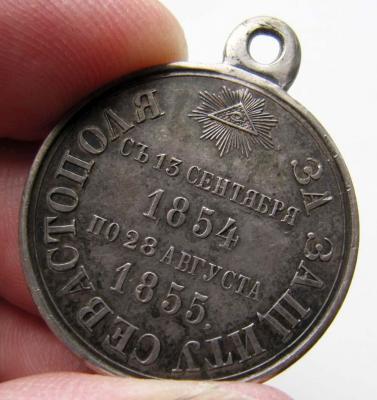 ЗА ЗАЩИТУ СЕВАСТОПОЛЯ
СЪ 13 СЕНТЯБРЯ
1854
ПО 28 АВГУСТА
1855.